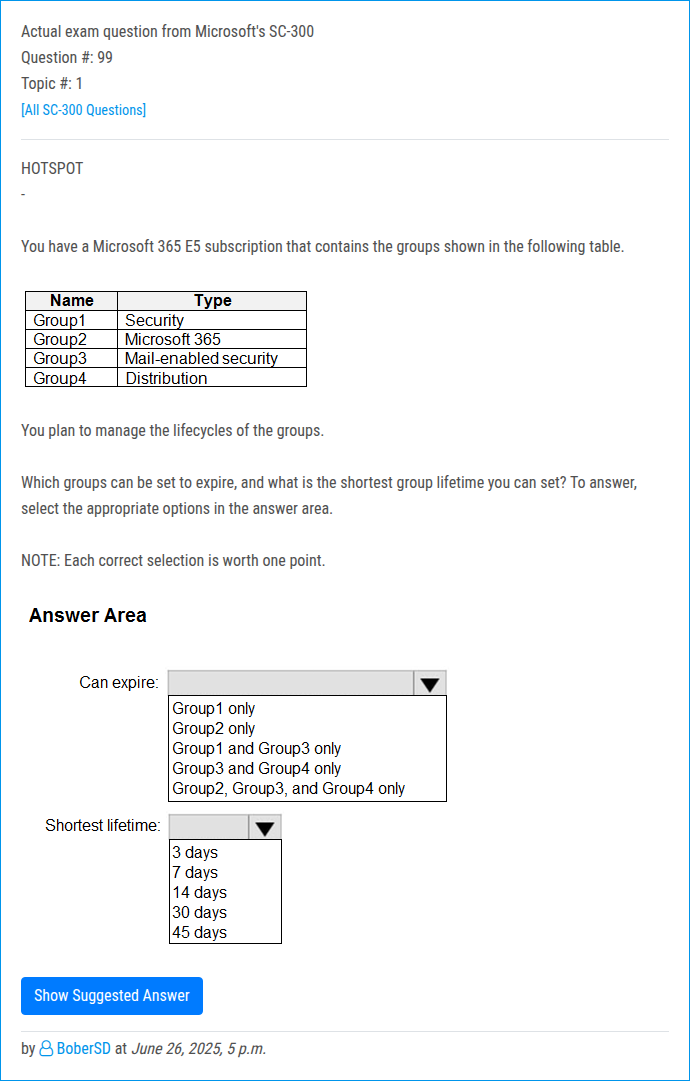 Actual exam question from Microsoft's SC-300
Question #: 99
Topic #: 1
[All SC-300 Questions]
HOTSPOT
-
You have a Microsoft 365 E5 subscription that contains the groups shown in the following table.
Name Type
Group1 Security
Group2 Microsoft 365
Group3 Mail-enabled security
Group4 Distribution
You plan to manage the lifecycles of the groups.
Which groups can be set to expire, and what is the shortest group lifetime you can set? To answer,
select the appropriate options in the answer area.
NOTE: Each correct selection is worth one point.
Answer Area
Can expire:
Group1 only
Group2 only
Group1 and Group3 only
Group3 and Group4 only
Group2, Group3, and Group4 only
Shortest lifetime:
3 days
7 days
14 days
30 days
45 days
Show Suggested Answer
by BoberSD at June 26, 2025, 5 p.m.